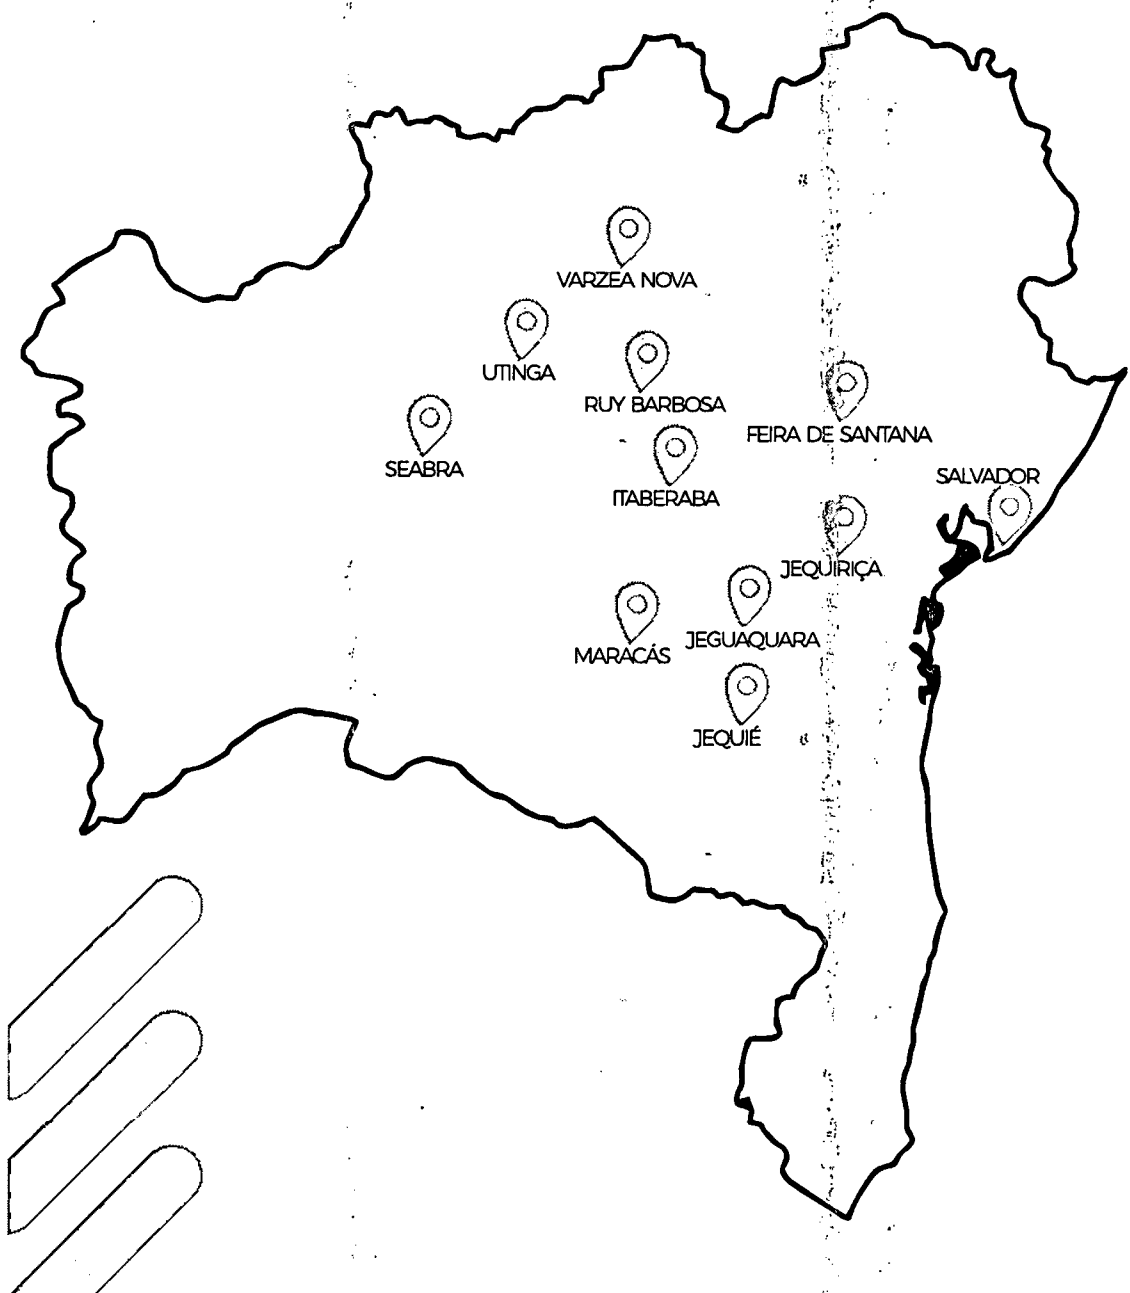 VARZEA NOVA
UTINGA
RUY BARBOSA
FEIRA DE SANTANA
SEABRA
SALVADOR
ITABERABA
JEQUIRIÇA
JEGUAQUARA
MARACÁS
JEQUIÉ